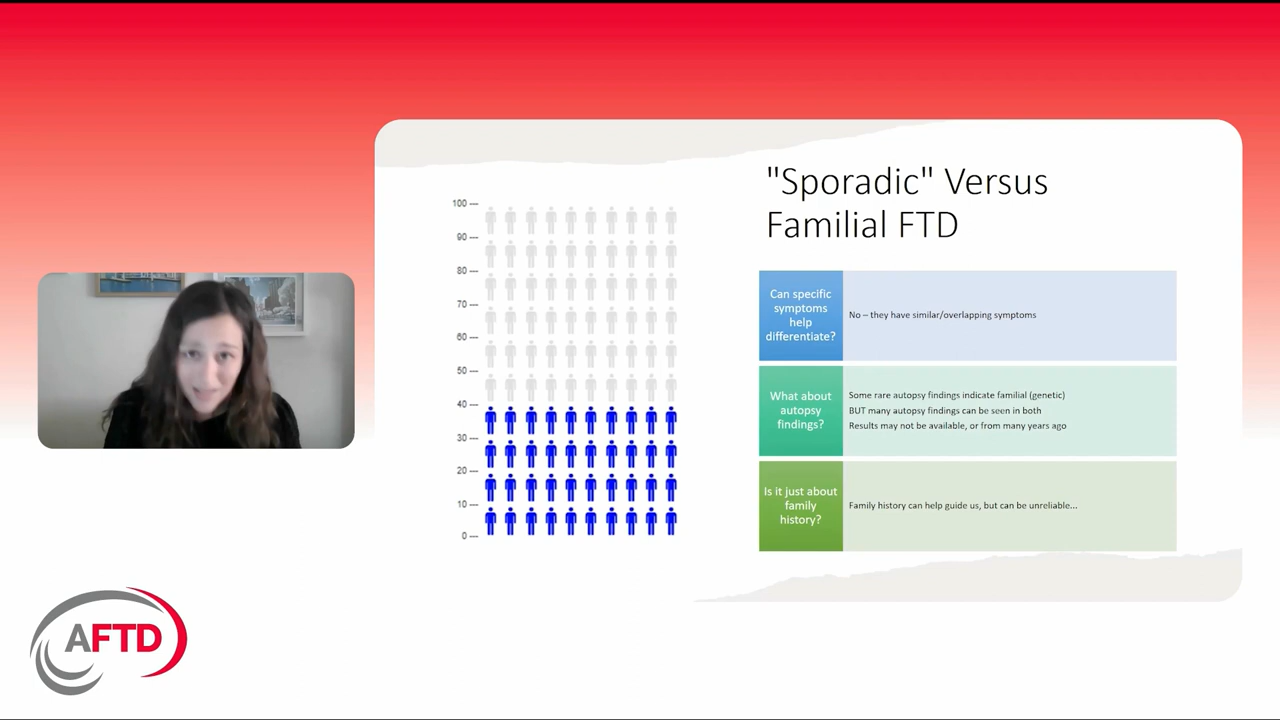 "Sporadic" Versus
Familial FTD
100
90
80
70
60
50
40
30
20
10
0
Can specific
symptoms
help
differentiate?
No – they have similar/overlapping symptoms
What about
autopsy
findings?
Some rare autopsy findings indicate familial (genetic)
BUT many autopsy findings can be seen in both
Results may not be available, or from many years ago
Is it just about
family
history?
Family history can help guide us, but can be unreliable...
AFTD